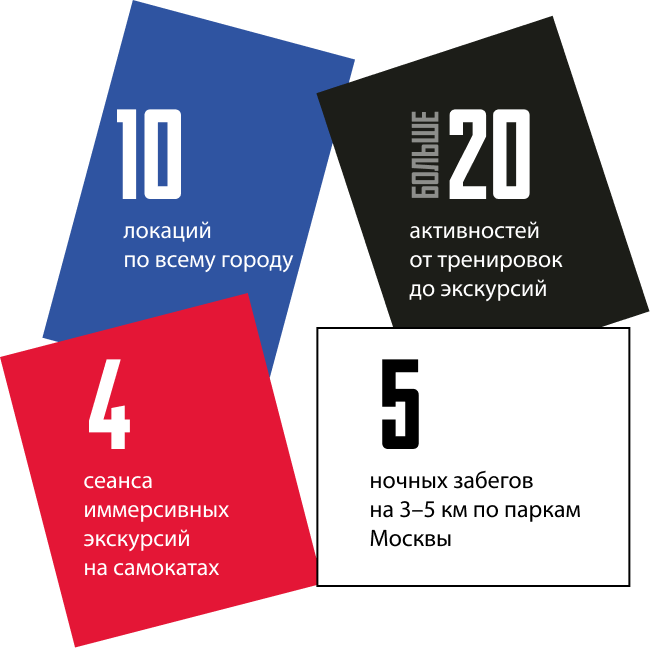 10
локаций
по всему городу
БОЛЬШЕ
20
активностей
от тренировок
до экскурсий
4
сеанса
иммерсивных
экскурсий
на самокатах
5
ночных забегов
на 3–5 км по паркам
Москвы